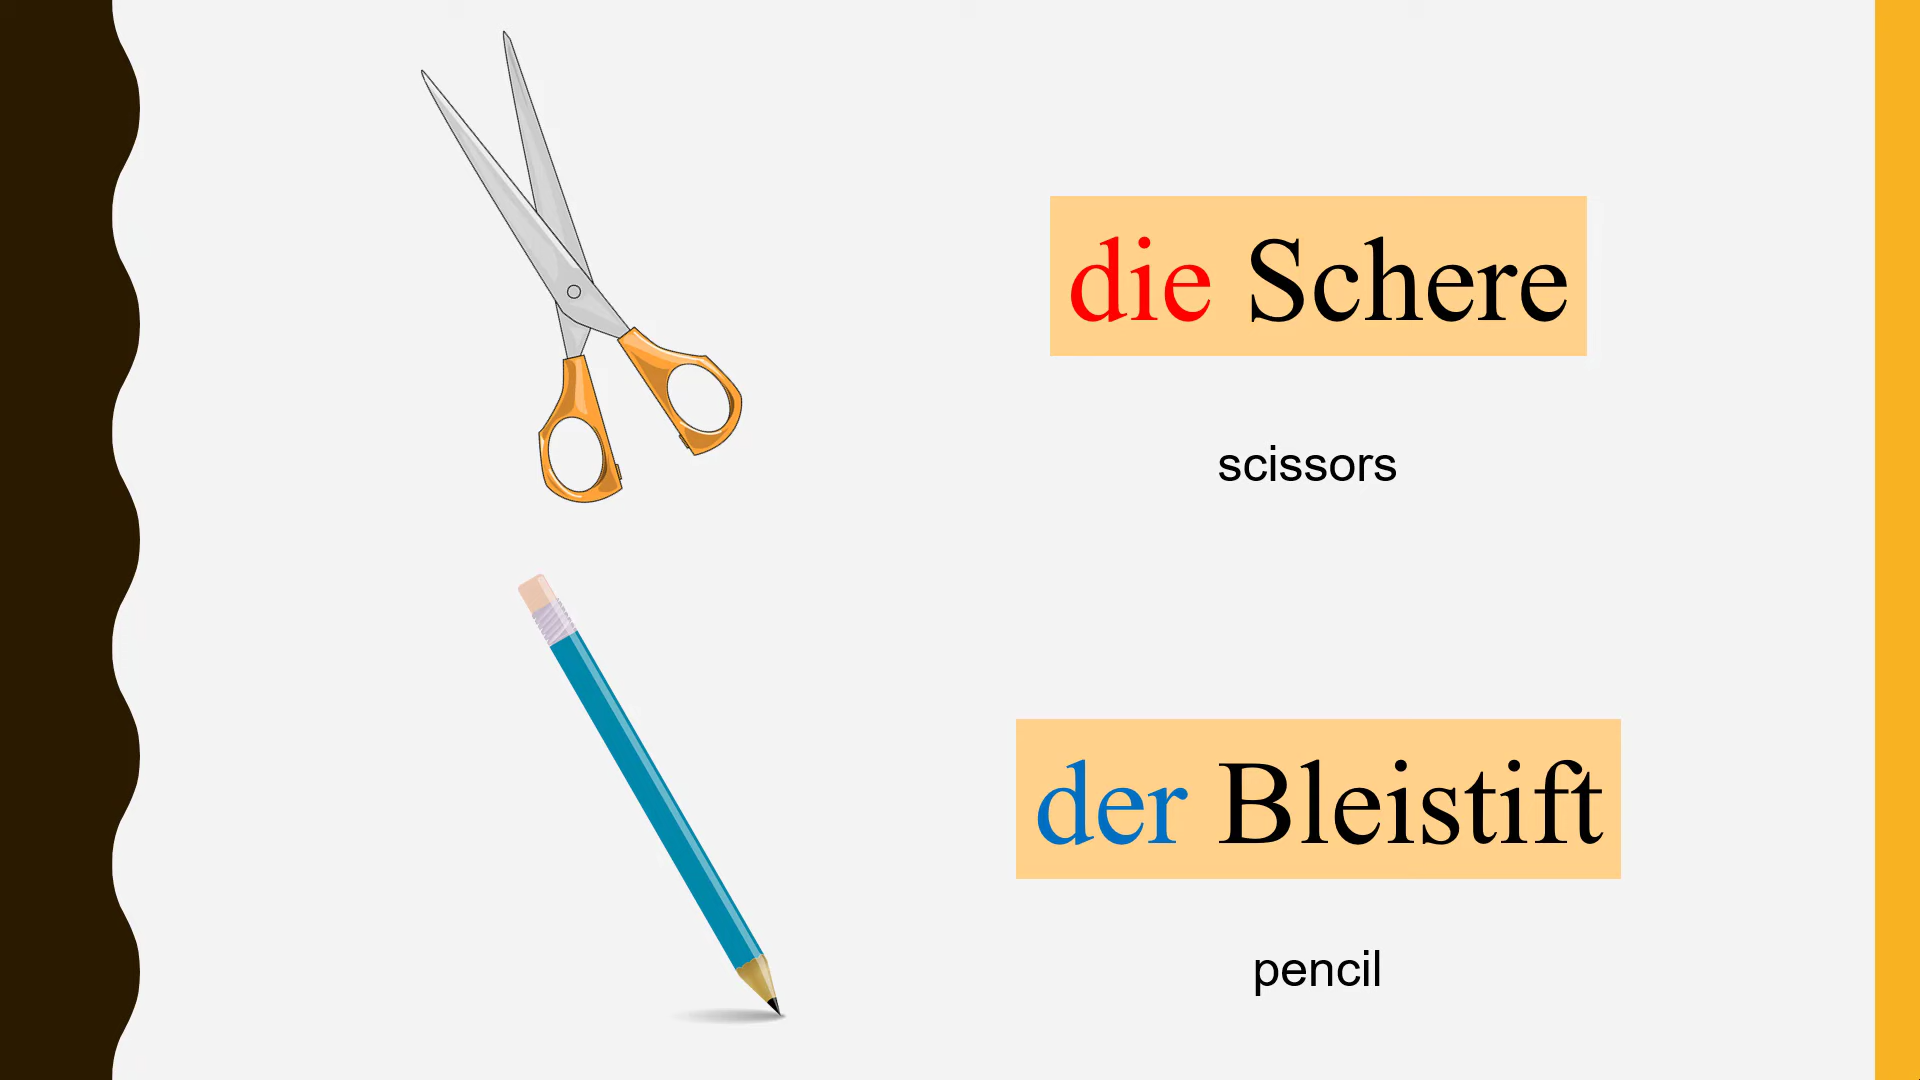 die Schere
scissors
der Bleistift
pencil